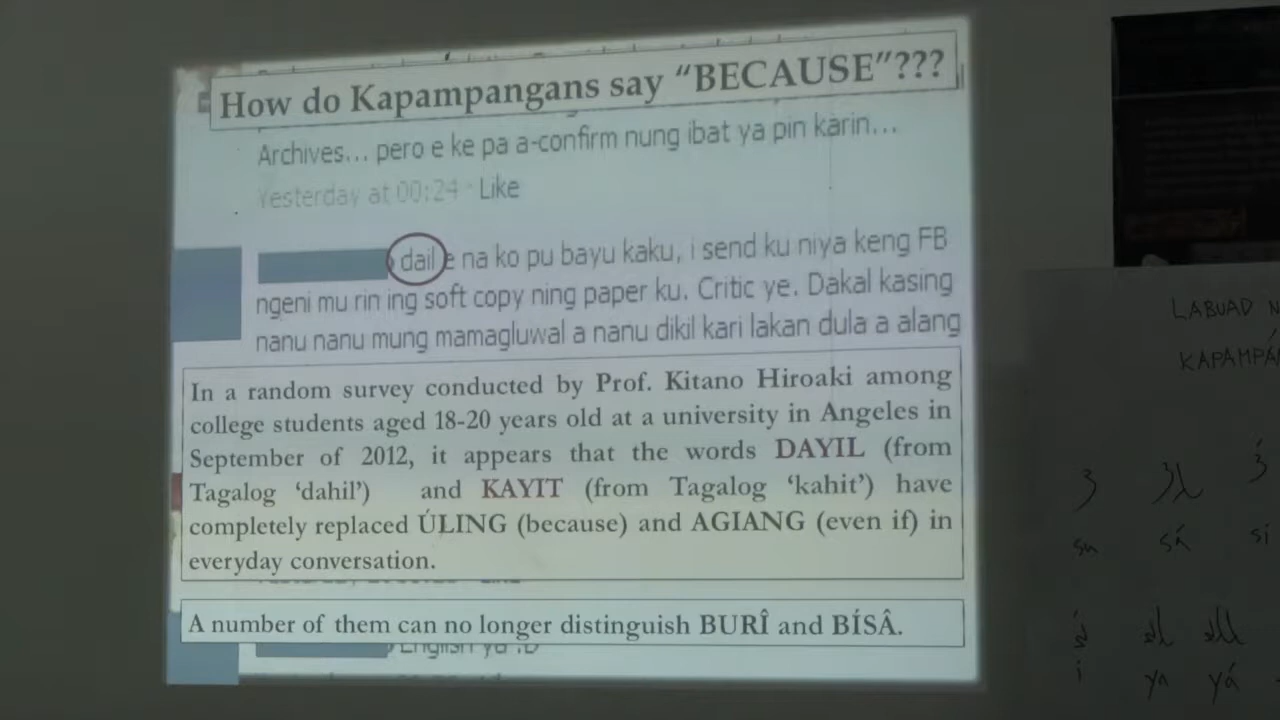 How do Kapampangans say “BECAUSE”???
Archives... pero e ke pa a-confirm nung ibat ya pin karin...
Yesterday at 00:24 · Like
dail e na ko pu bayu kaku, i send ku niya keng FB
ngeni mu rin ing soft copy ning paper ku. Critic ye. Dakal kasing
nanu nanu mung mamagluwal a nanu dikil kari lakan dula a alang
In a random survey conducted by Prof. Kitano Hiroaki among
college students aged 18-20 years old at a university in Angeles in
September of 2012, it appears that the words DAYIL (from
Tagalog ‘dahil’) and KAYIT (from Tagalog ‘kahit’) have
completely replaced ÚLING (because) and AGIANG (even if) in
everyday conversation.
A number of them can no longer distinguish BURÎ and BÍSÂ.
English ya :D
LABUAD
KAPAMPÁ
su sá si
i ya yá